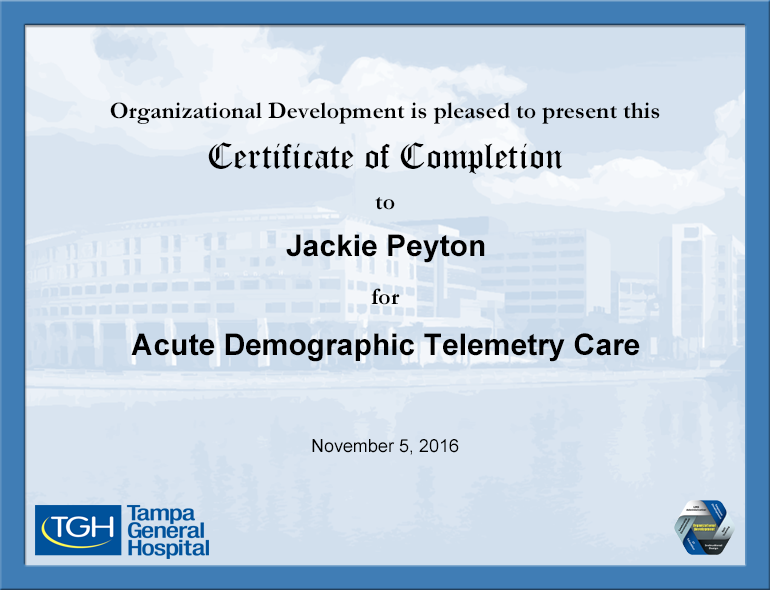 Organizational Development is pleased to present this
Certificate of Completion
to
Jackie Peyton
for
Acute Demographic Telemetry Care
November 5, 2016
TGH
Tampa
General
Hospital